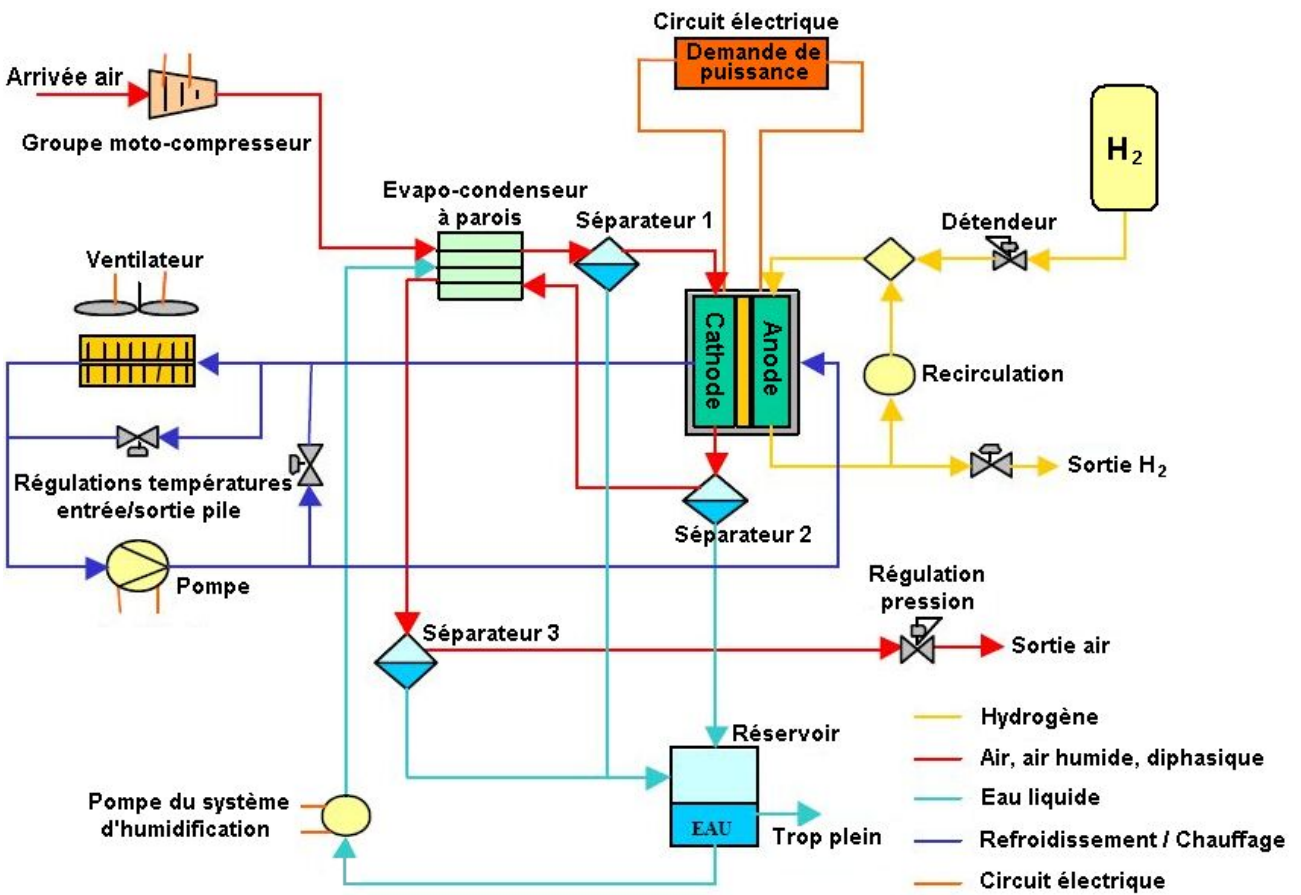 Circuit électrique
Demande de
puissance
Arrivée air
Groupe moto-compresseur
H2
Evapo-condenseur
à parois
Séparateur 1
Détendeur
Ventilateur
Cathode
Anode
Recirculation
Régulations températures
entrée/sortie pile
Sortie H2
Séparateur 2
Pompe
Régulation
pression
Séparateur 3
Sortie air
Réservoir
Hydrogène
Air, air humide, diphasique
Pompe du système
d'humidification
EAU
Trop plein
Eau liquide
Refroidissement / Chauffage
Circuit électrique